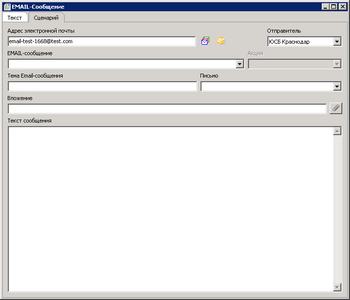 EMAIL-Сообщение
Текст
Сценарий
Адрес электронной почты
Отправитель
email-test-1668@test.com
ЮСВ Краснодар
EMAIL-сообщение
Акция
Тема Email-сообщения
Письмо
Вложение
Текст сообщения